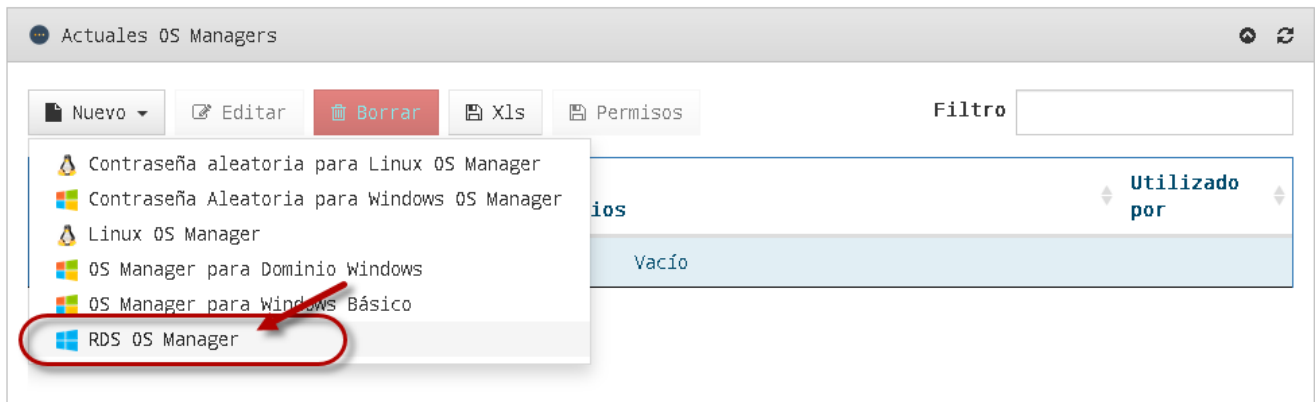 Actuales OS Managers
Nuevo Editar Borrar Xls Permisos Filtro
Contraseña aleatoria para Linux OS Manager
Contraseña Aleatoria para Windows OS Manager
Linux OS Manager
OS Manager para Dominio Windows
OS Manager para Windows Básico
RDS OS Manager
ios
Utilizado
por
Vacío